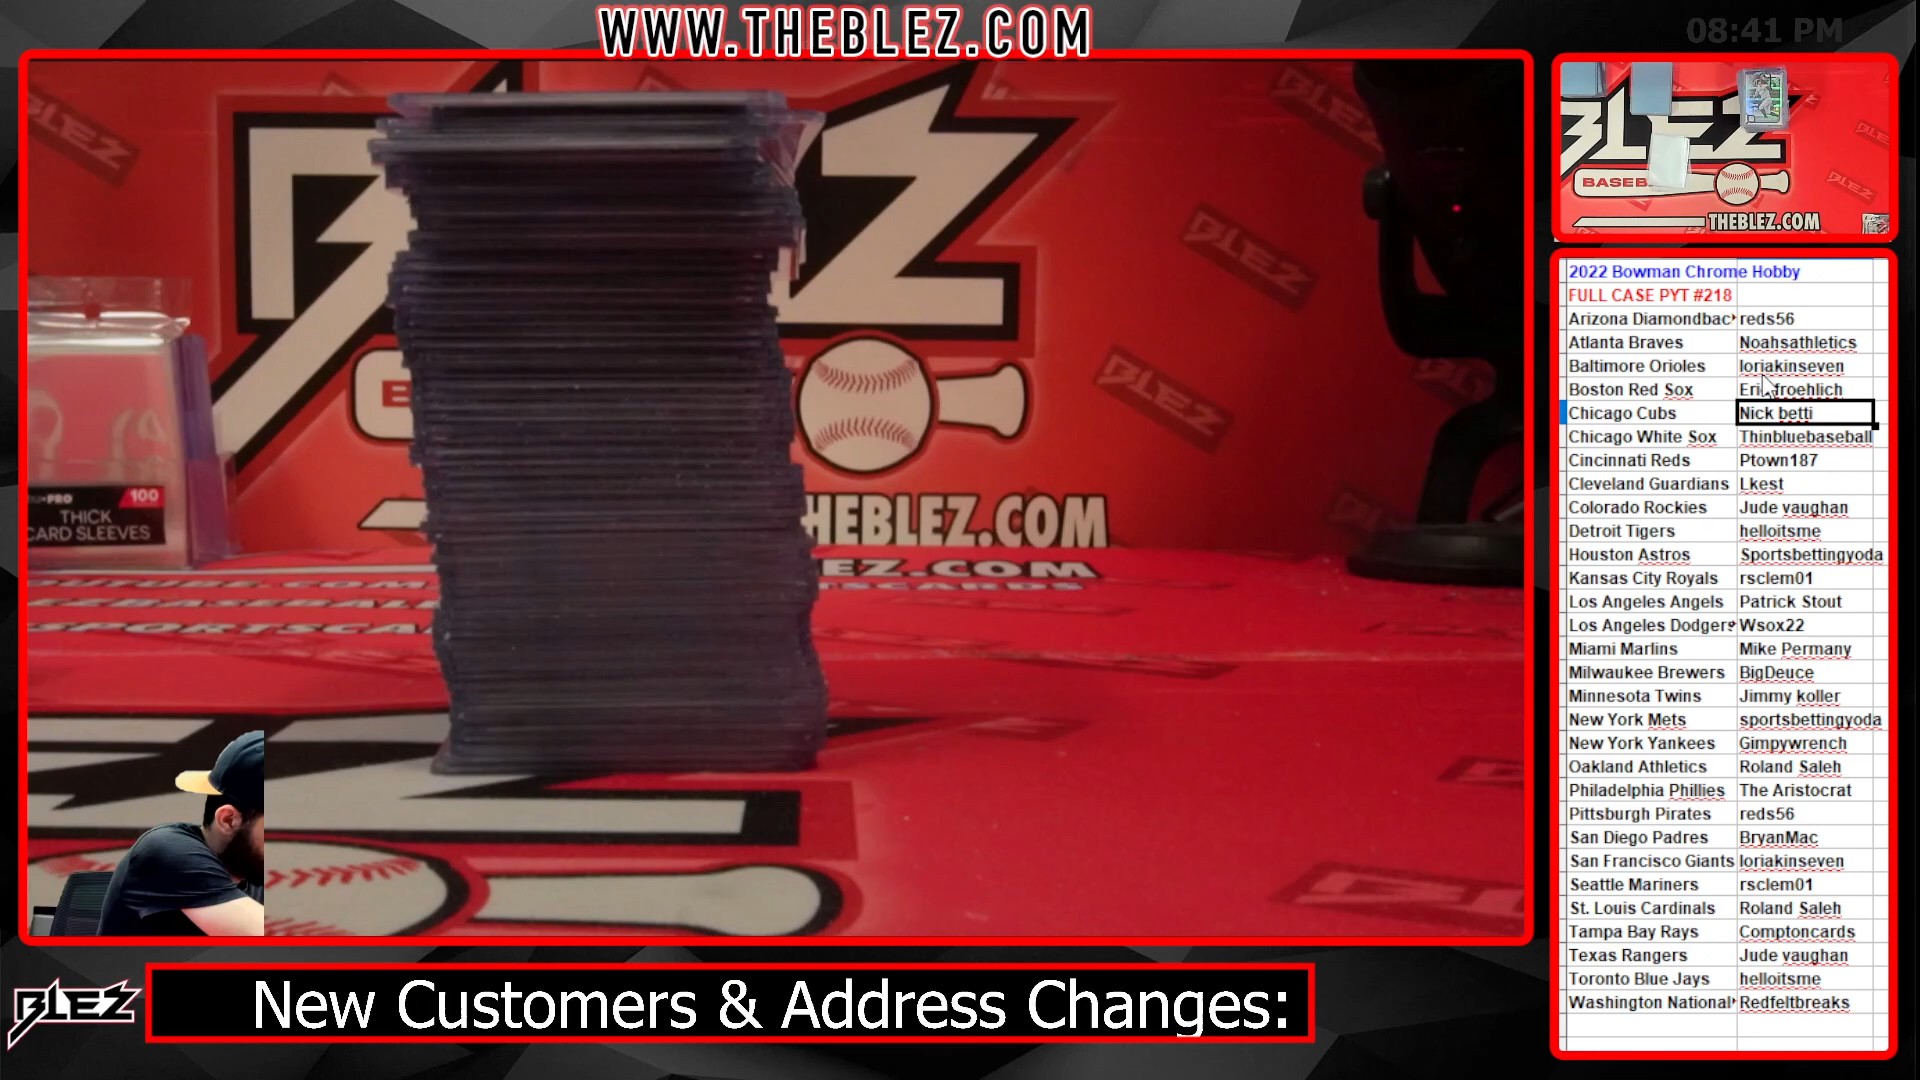 WWW.THEBLEZ.COM
08:41 PM
BLEZ
BLEZ
BLEZ
BLEZ
THEBLEZ.COM
100
THICK
CARD SLEEVES
BLEZ
BASEB
THEBLEZ.COM
2022 Bowman Chrome Hobby
FULL CASE PYT #218
Arizona Diamondbac reds56
Atlanta Braves Noahsathletics
Baltimore Orioles loriakinseven
Boston Red Sox froehlich
Chicago Cubs Nick betti
Chicago White Sox Thinbluebaseball
Cincinnati Reds Ptown187
Cleveland Guardians Lkest
Colorado Rockies Jude vaughan
Detroit Tigers helloitsme
Houston Astros Sportsbettingyoda
Kansas City Royals rsclem01
Los Angeles Angels Patrick Stout
Los Angeles Dodgers Wsox22
Miami Marlins Mike Permany
Milwaukee Brewers BigDeuce
Minnesota Twins Jimmy koller
New York Mets sportsbettingyoda
New York Yankees Gimpywrench
Oakland Athletics Roland Saleh
Philadelphia Phillies The Aristocrat
Pittsburgh Pirates reds56
San Diego Padres BryanMac
San Francisco Giants loriakinseven
Seattle Mariners rsclem01
St. Louis Cardinals Roland Saleh
Tampa Bay Rays Comptoncards
Texas Rangers Jude vaughan
Toronto Blue Jays helloitsme
Washington National Redfeltbreaks
BLEZ
New Customers & Address Changes: